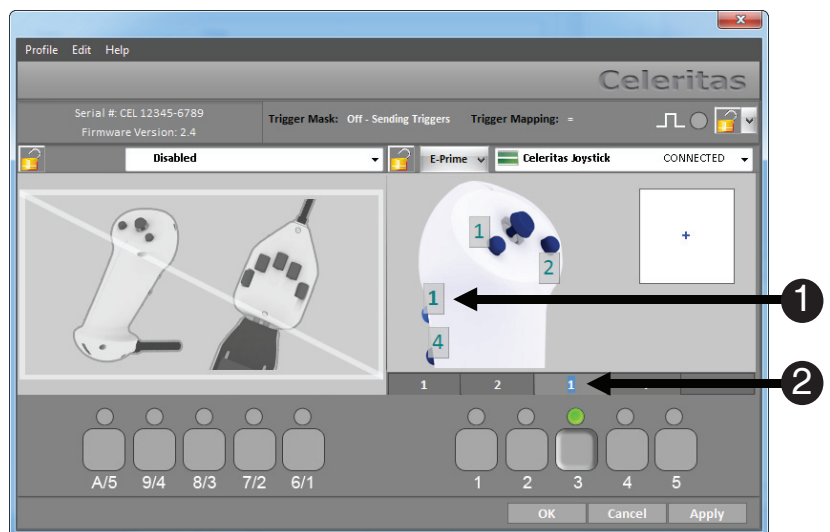 x
Profile Edit Help
Celeritas
Serial #: CEL 12345-6789
Firmware Version: 2.4
Trigger Mask: Off - Sending Triggers Trigger Mapping: =
Disabled
E-Prime Celeritas Joystick CONNECTED
1
2
1
4
1
2
1 2 1
A/5 9/4 8/3 7/2 6/1
1 2 3 4 5
OK Cancel Apply